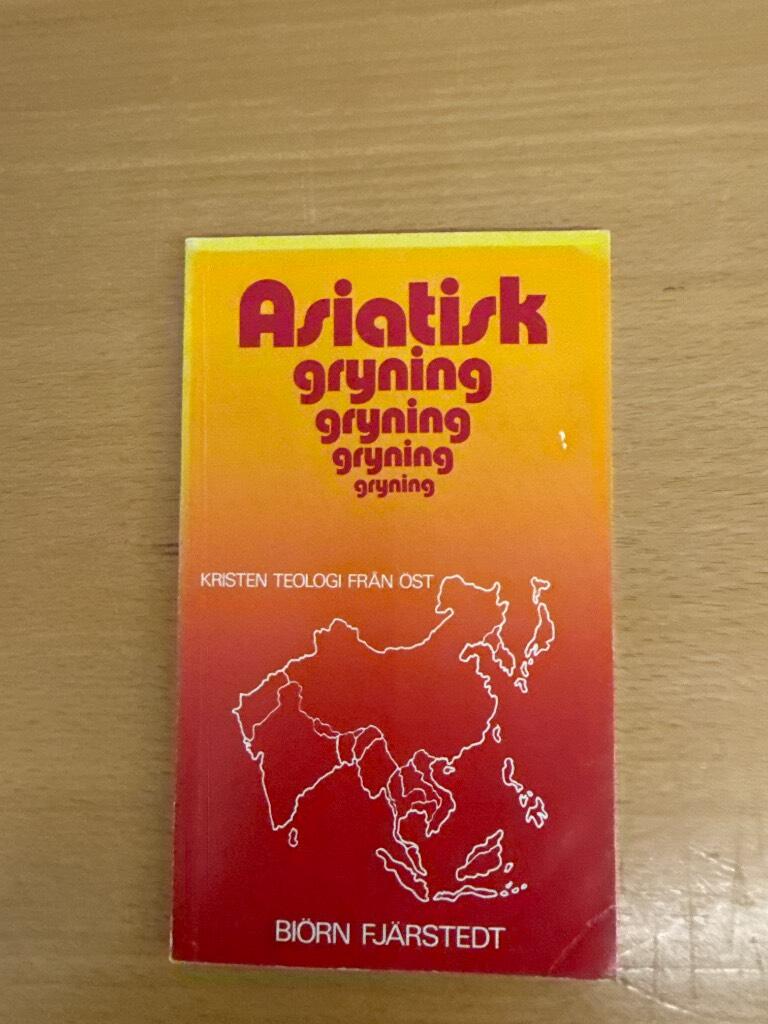 Asiatisk
gryning
gryning
gryning
gryning
KRISTEN TEOLOGI FRÅN ÖST
BIÖRN FJÄRSTEDT